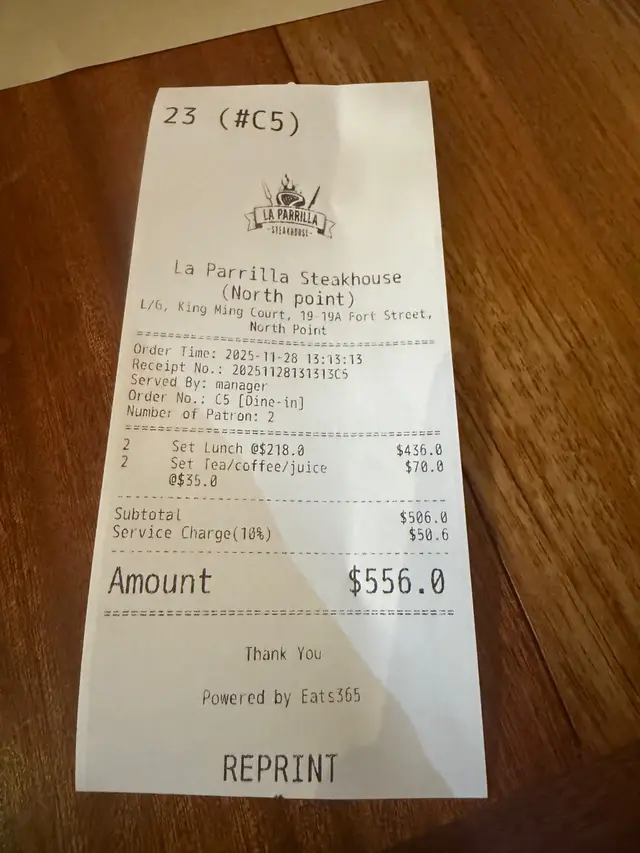 23 (#C5)
LA PARRILLA
-STEAKHOUSE-
La Parrilla Steakhouse
(North point)
L/G, King Ming Court, 19-19A Fort Street,
North Point
Order Time: 2025-11-28 13:13:13
Receipt No.: 20251128131313C5
Served By: manager
Order No.: C5 [Dine-in]
Number of Patron: 2
2 Set Lunch @$218.0 $436.0
2 Set Tea/coffee/juice $70.0
@$35.0
Subtotal $506.0
Service Charge(10%) $50.6
Amount $556.0
Thank You
Powered by Eats365
REPRINT